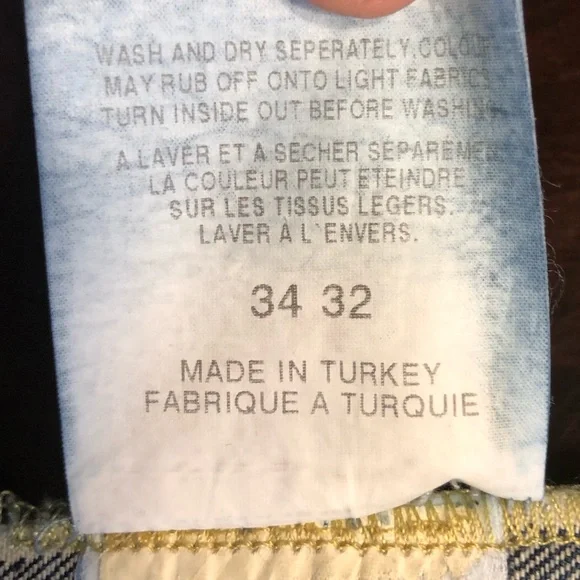 WASH AND DRY SEPERATELY.COLOUR
MAY RUB OFF ONTO LIGHT FABRICS
TURN INSIDE OUT BEFORE WASHING
A LAVER ET A SECHER SEPAREMENT
LA COULEUR PEUT ETEINDRE
SUR LES TISSUS LEGERS.
LAVER À L'ENVERS.
34 32
MADE IN TURKEY
FABRIQUE A TURQUIE